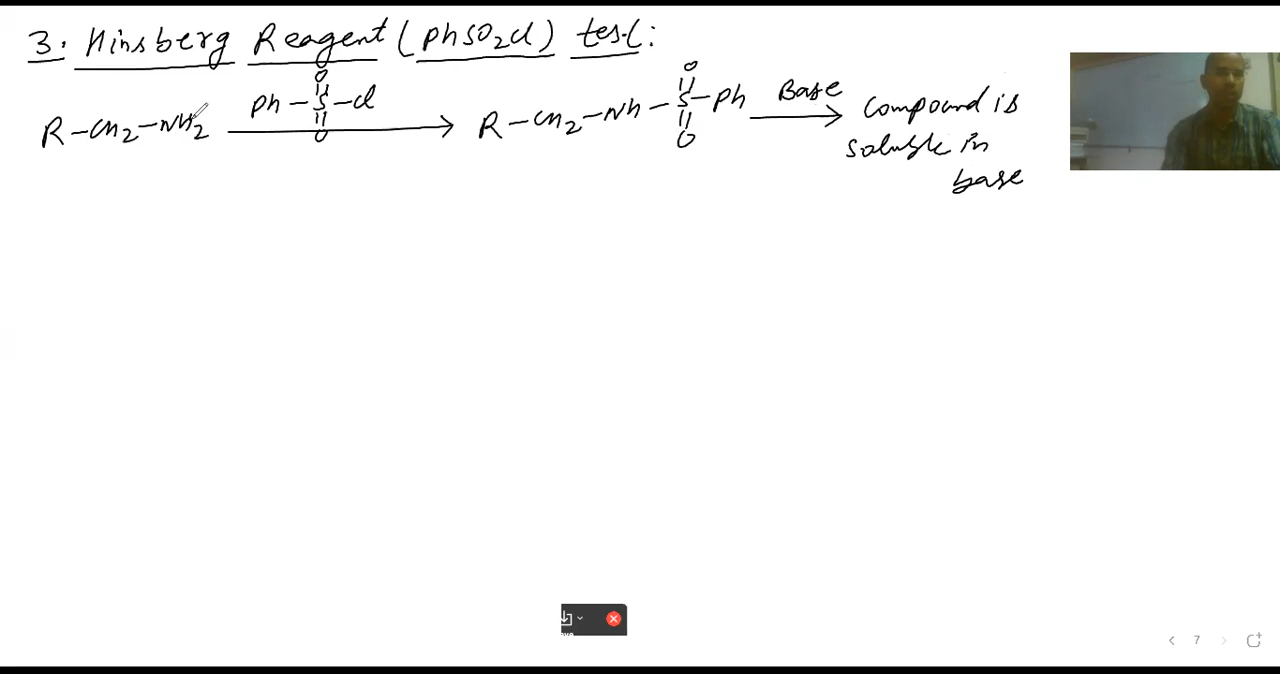 3. Hinsberg Reagent (PhSO2Cl) test:
R-CH2-NH2 Ph-S-Cl R-CH2-NH-S-Ph Base compound is
O O O O
soluble in
base
7